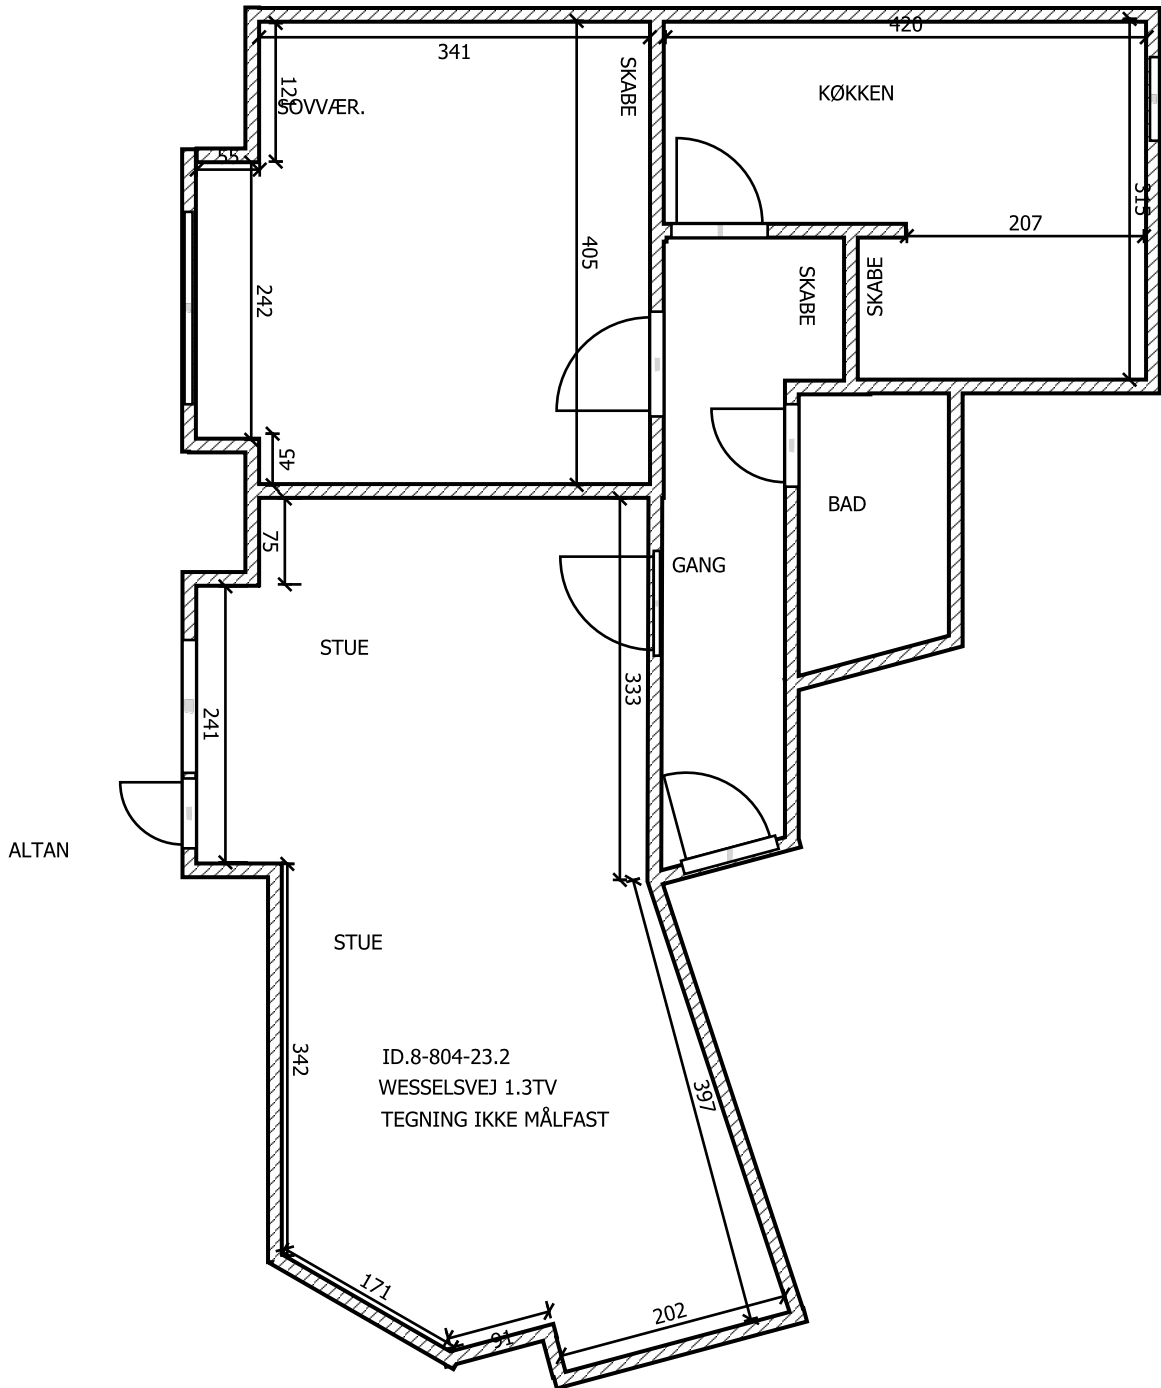 420
341
SKABE
121
SOVVÆR.
KØKKEN
55
315
207
405
242
SKABE
SKABE
45
BAD
75
GANG
STUE
333
241
ALTAN
STUE
342
ID.8-804-23.2
WESSELSVEJ 1.3TV
TEGNING IKKE MÅLFAST
397
171
202
91